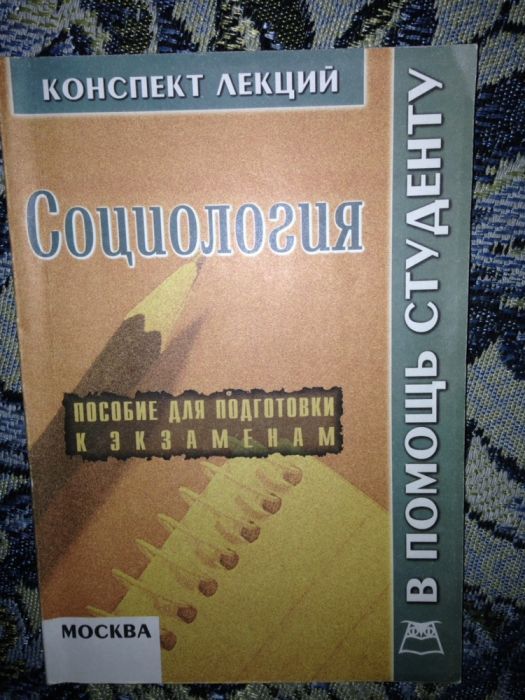 КОНСПЕКТ ЛЕКЦИЙ
Социология
ПОСОБИЕ ДЛЯ ПОДГОТОВКИ
К ЭКЗАМЕНАМ
МОСКВА
В ПОМОЩЬ СТУДЕНТУ